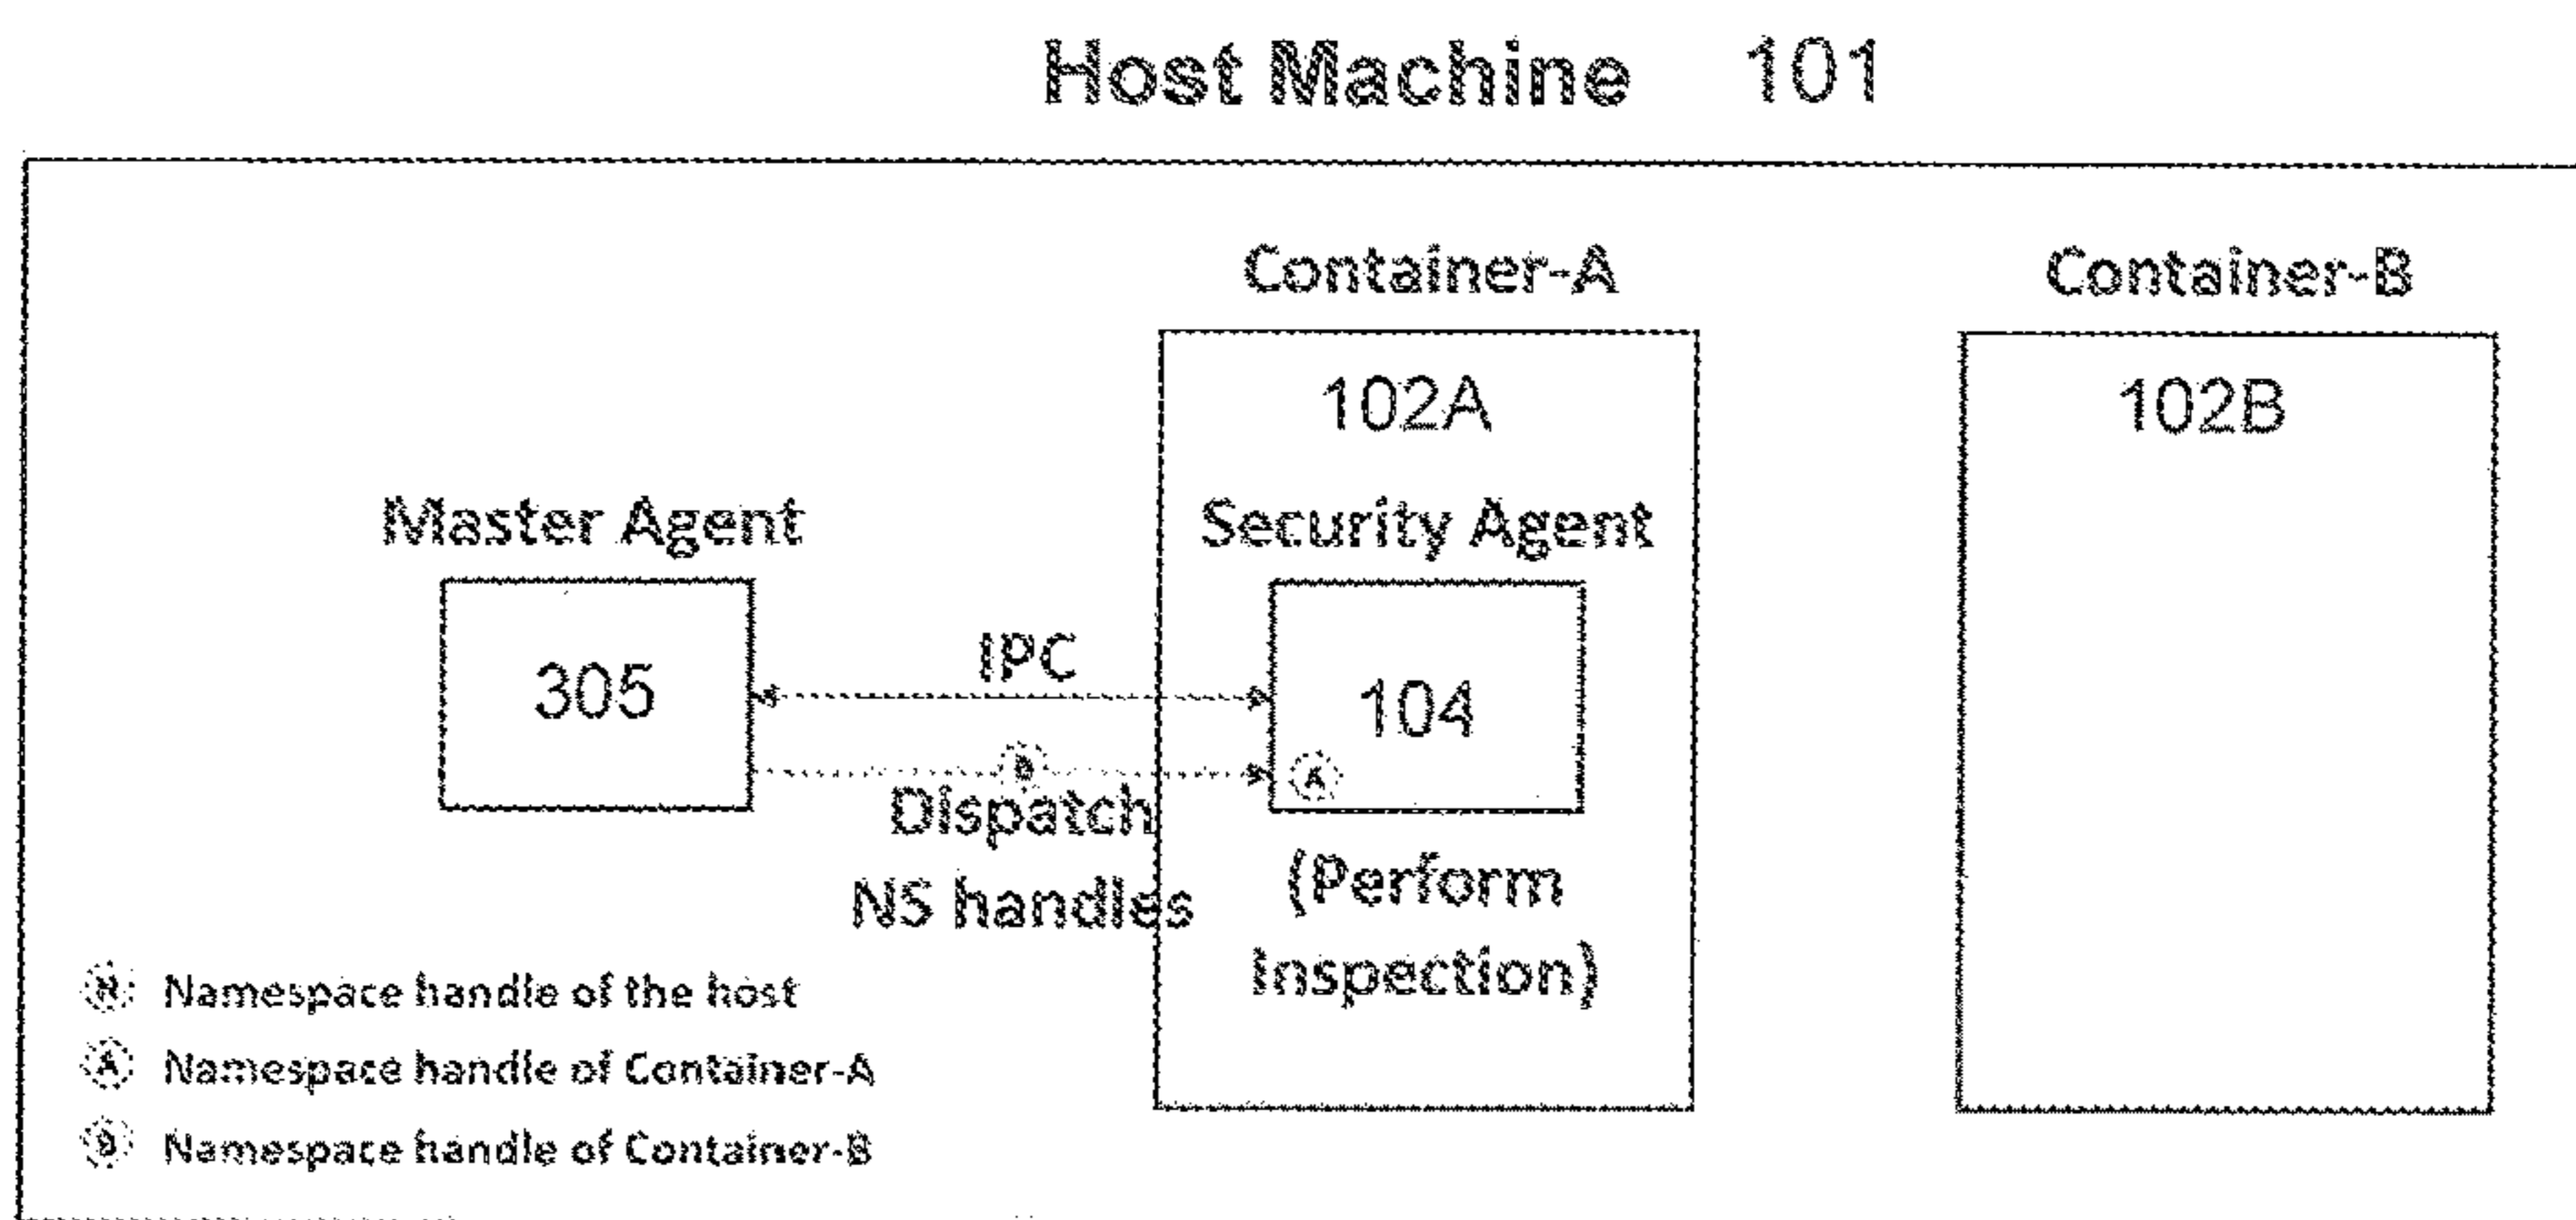 Host Machine 101
Container-A
Container-B
102A
102B
Master Agent
Security Agent
IPC
305
104
B
A
Dispatch
NS handles
(Perform
Inspection)
H Namespace handle of the host
A Namespace handle of Container-A
B Namespace handle of Container-B